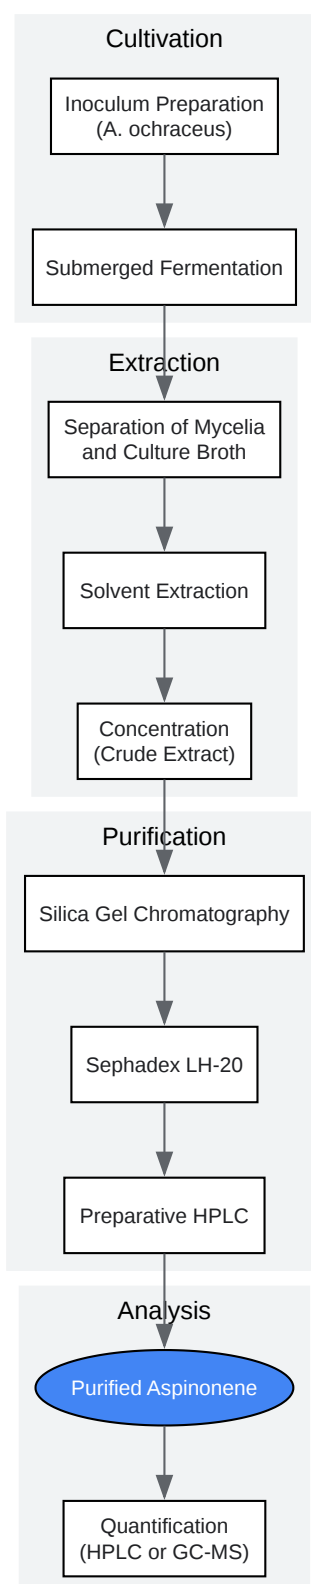 Cultivation
Inoculum Preparation
(A. ochraceus)
Submerged Fermentation
Extraction
Separation of Mycelia
and Culture Broth
Solvent Extraction
Concentration
(Crude Extract)
Purification
Silica Gel Chromatography
Sephadex LH-20
Preparative HPLC
Analysis
Purified Aspinonene
Quantification
(HPLC or GC-MS)